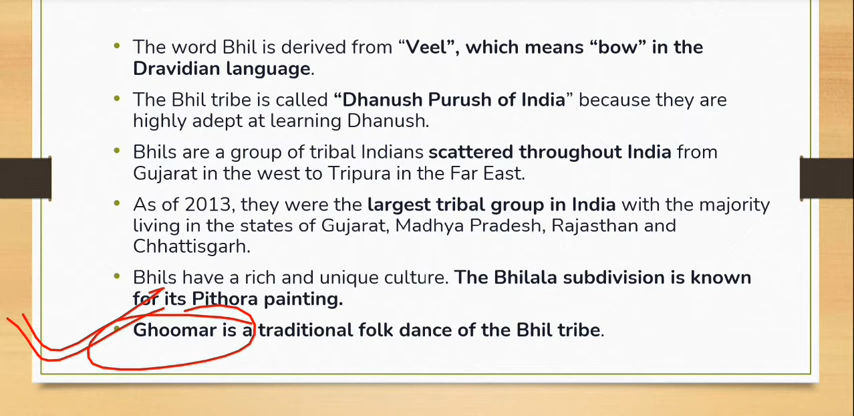 • The word Bhil is derived from “Veel”, which means “bow” in the
Dravidian language.
• The Bhil tribe is called “Dhanush Purush of India” because they are
highly adept at learning Dhanush.
• Bhils are a group of tribal Indians scattered throughout India from
Gujarat in the west to Tripura in the Far East.
• As of 2013, they were the largest tribal group in India with the majority
living in the states of Gujarat, Madhya Pradesh, Rajasthan and
Chhattisgarh.
• Bhils have a rich and unique culture. The Bhilala subdivision is known
for its Pithora painting.
• Ghoomar is a traditional folk dance of the Bhil tribe.